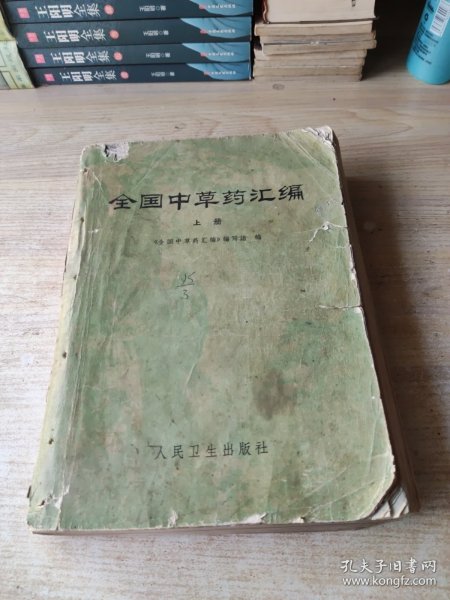 王阳明全集
王阳明全集
王阳明全集
王阳明全集
全国中草药汇编
上册
《全国中草药汇编》编写组 编
95
3
人民卫生出版社
孔夫子旧书网
www.kongfz.com